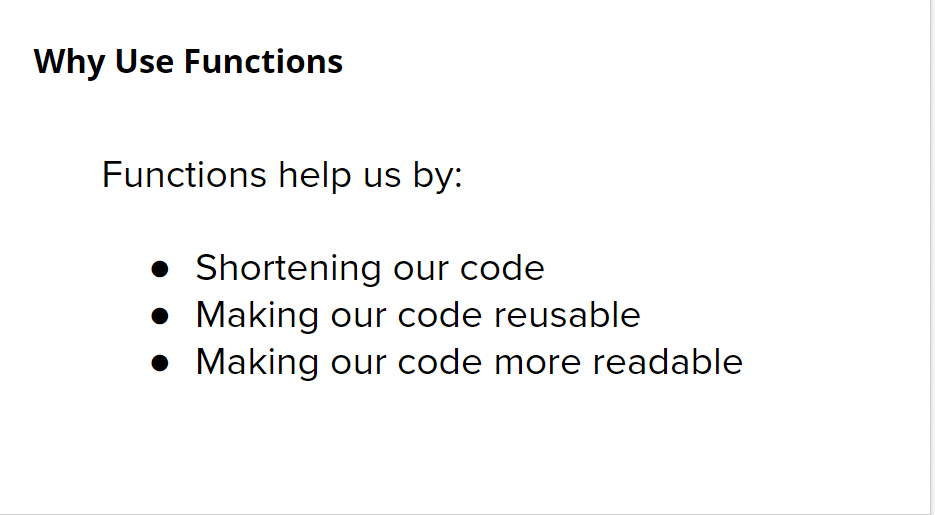 Why Use Functions
Functions help us by:
● Shortening our code
● Making our code reusable
● Making our code more readable